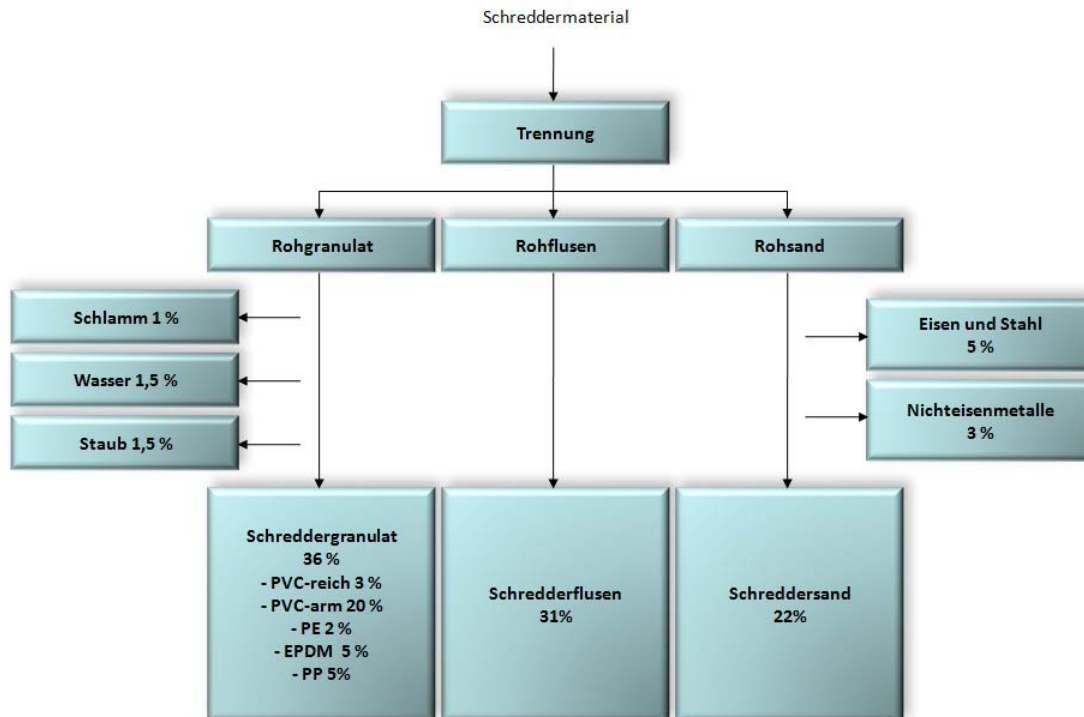 Schreddermaterial
Trennung
Rohgranulat
Rohflusen
Rohsand
Schlamm 1 %
Wasser 1,5 %
Staub 1,5 %
Eisen und Stahl
5 %
Nichteisenmetalle
3 %
Schreddergranulat
36 %
- PVC-reich 3 %
- PVC-arm 20 %
- PE 2 %
- EPDM  5 %
- PP 5%
Schredderflusen
31%
Schreddersand
22%